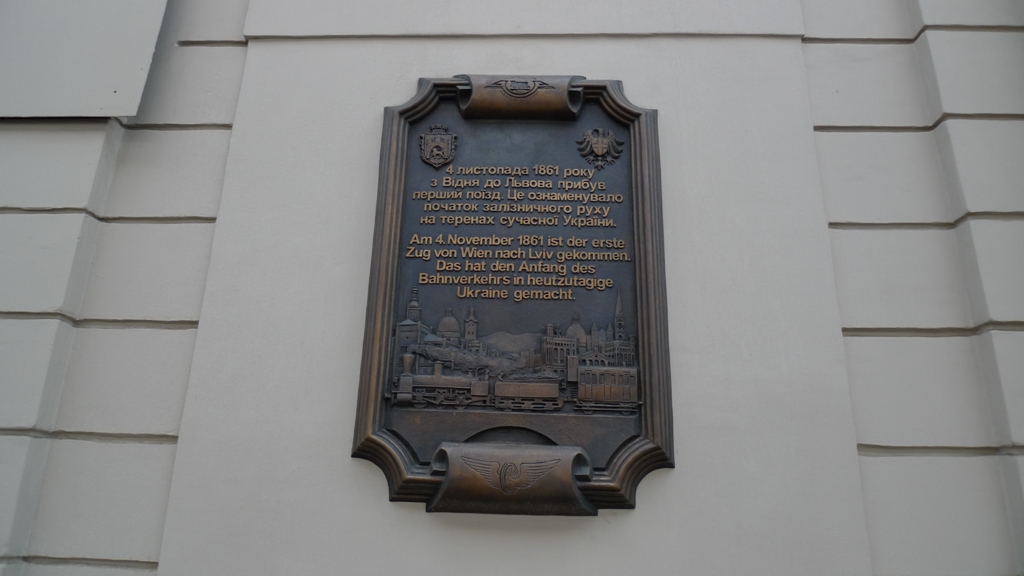 4 листопада 1861 року
з Відня до Львова прибув
перший поїзд. Це ознаменувало
початок залізничного руху
на теренах сучасної України.
Am 4. November 1861 ist der erste
Zug von Wien nach Lviv gekommen.
Das hat den Anfang des
Bahnverkehrs in heutzutagige
Ukraine gemacht.